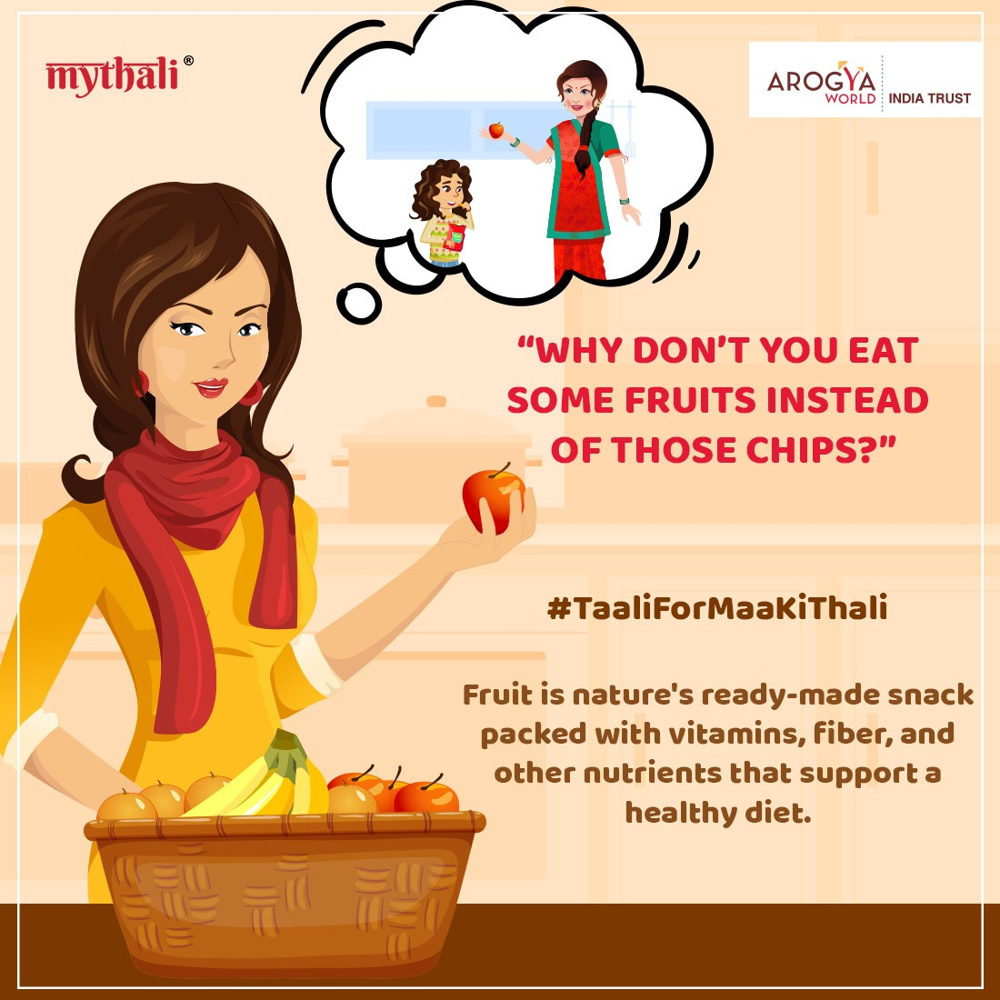 mythali®
AROGYA
WORLD
INDIA TRUST
“WHY DON’T YOU EAT
SOME FRUITS INSTEAD
OF THOSE CHIPS?”
#TaaliForMaaKiThali
Fruit is nature's ready-made snack
packed with vitamins, fiber, and
other nutrients that support a
healthy diet.